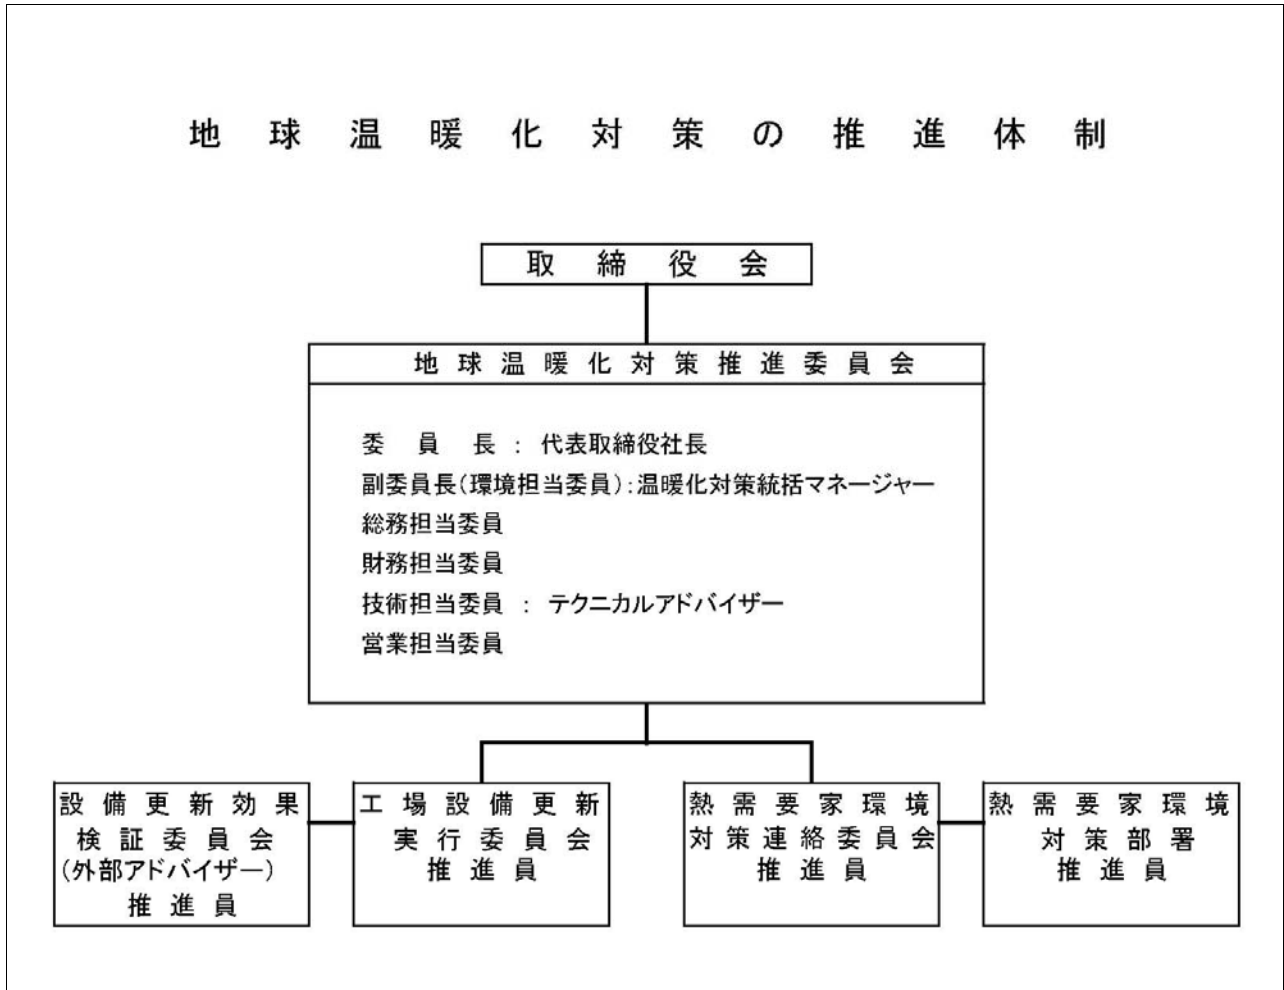 地球温暖化対策の推進体制
取締役会
地球温暖化対策推進委員会
委員長：代表取締役社長
副委員長(環境担当委員):温暖化対策統括マネージャー
総務担当委員
財務担当委員
技術担当委員：テクニカルアドバイザー
営業担当委員
設備更新効果
検証委員会
(外部アドバイザー)
推進員
工場設備更新
実行委員会
推進員
熱需要家環境
対策連絡委員会
推進員
熱需要家環境
対策部署
推進員